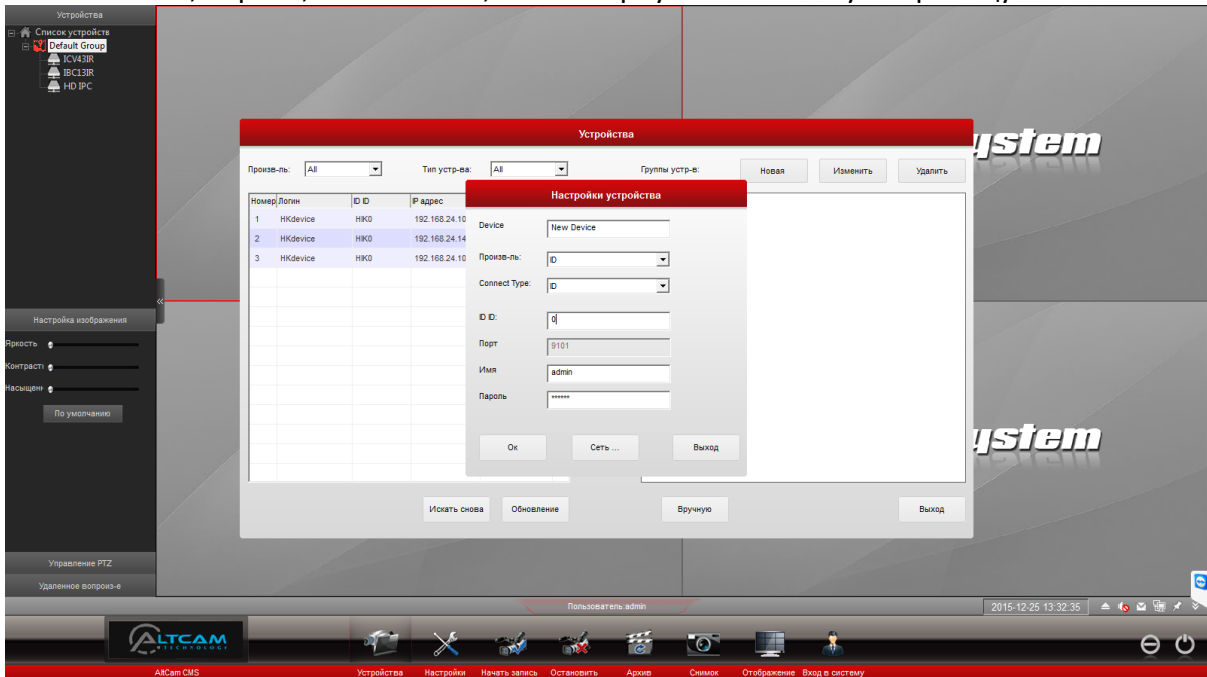 Устройства
Список устройств
Default Group
ICV43IR
IBC13IR
HD IPC
Устройства
Произв-ль: All Тип устр-ва: All Группы устр-в: Новая Изменить Удалить
Номер Логин ID ID IP адрес
1 HKdevice HIK0 192.168.24.10
2 HKdevice HIK0 192.168.24.14
3 HKdevice HIK0 192.168.24.10
Настройки устройства
Device New Device
Произв-ль: ID
Connect Type: ID
ID ID: 0
Порт 9101
Имя admin
Пароль ******
Ок Сеть ... Выход
Искать снова Обновление Вручную Выход
ystem
ystem
Настройка изображения
Яркость
Контраст
Насыщен
По умолчанию
Управление PTZ
Удаленное вопроиз-е
Пользователь:admin
2015-12-25 13:32:35
ALTCAM
TECHNOLOGY
AltCam CMS Устройства Настройки Начать запись Остановить Архив Снимок Отображение Вход в систему